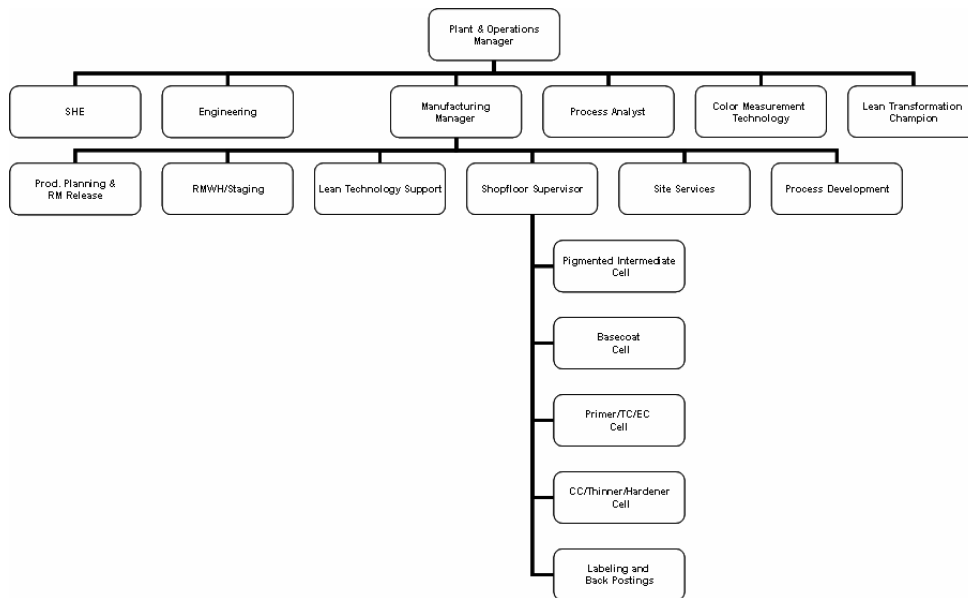 Plant & Operations
Manager
SHE
Engineering
Manufacturing
Manager
Process Analyst
Color Measurement
Technology
Lean Transformation
Champion
Prod. Planning &
RM Release
RMWH/Staging
Lean Technology Support
Shopfloor Supervisor
Site Services
Process Development
Pigmented Intermediate
Cell
Basecoat
Cell
Primer/TC/EC
Cell
CC/Thinner/Hardener
Cell
Labeling and
Back Postings